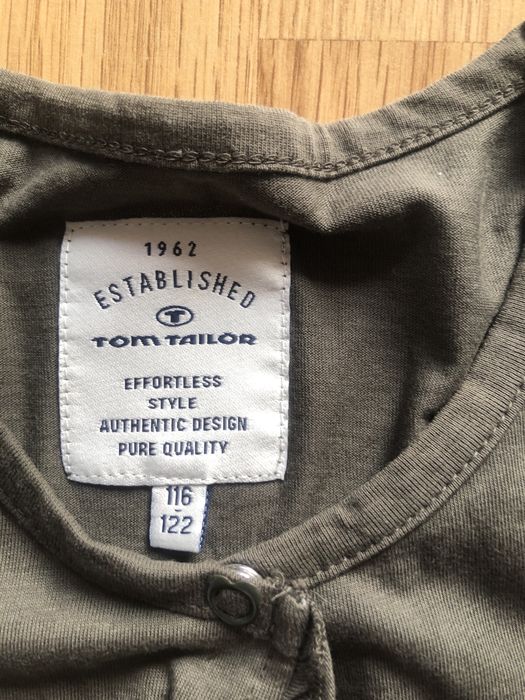 1962
ESTABLISHED
T
TOM TAILOR
EFFORTLESS
STYLE
AUTHENTIC DESIGN
PURE QUALITY
116
-
122